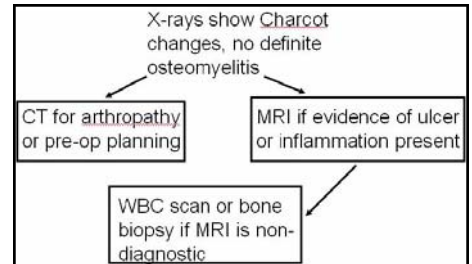 X-rays show Charcot
changes, no definite
osteomyelitis
CT for arthropathy
or pre-op planning
MRI if evidence of ulcer
or inflammation present
WBC scan or bone
biopsy if MRI is non-
diagnostic